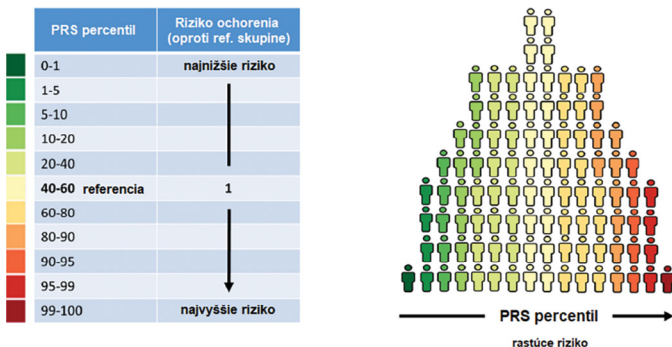 PRS percentil
Riziko ochorenia
(oproti ref. skupine)
0-1
najnižšie riziko
1-5
5-10
10-20
20-40
40-60 referencia
1
60-80
80-90
90-95
95-99
99-100
najvyššie riziko
PRS percentil
rastúce riziko